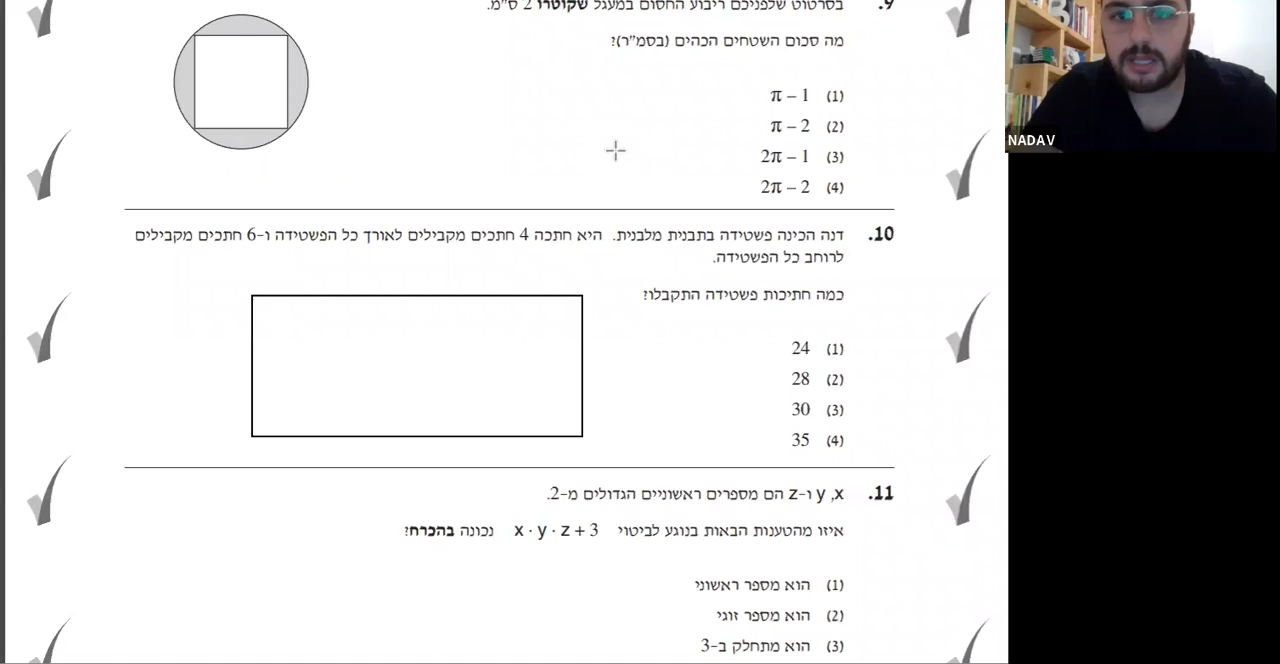 9. בסרטוט שלפניכם ריבוע החסום במעגל שקוטרו 2 ס"מ.
מה סכום השטחים הכהים (בסמ"ר)?
(1) π – 1
(2) π – 2
(3) 2π – 1
(4) 2π – 2
10. דנה הכינה פשטידה בתבנית מלבנית. היא חתכה 4 חתכים מקבילים לאורך כל הפשטידה ו-6 חתכים מקבילים
לרוחב כל הפשטידה.
כמה חתיכות פשטידה התקבלו?
(1) 24
(2) 28
(3) 30
(4) 35
11. x, y ו-z הם מספרים ראשוניים הגדולים מ-2.
איזו מהטענות הבאות בנוגע לביטוי x · y · z + 3 נכונה בהכרח?
(1) הוא מספר ראשוני
(2) הוא מספר זוגי
(3) הוא מתחלק ב-3
NADAV